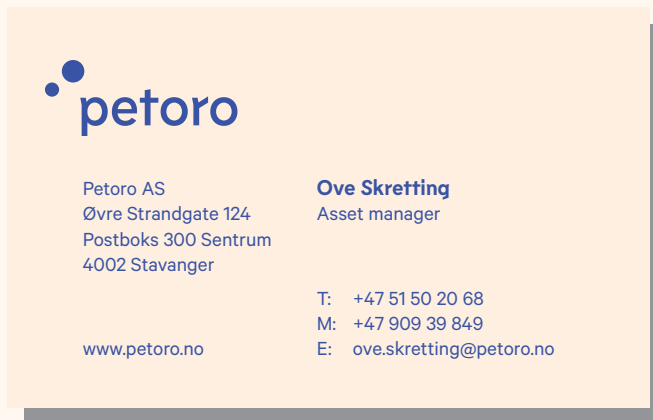 petoro
Petoro AS
Øvre Strandgate 124
Postboks 300 Sentrum
4002 Stavanger
www.petoro.no
Ove Skretting
Asset manager
T: +47 51 50 20 68
M: +47 909 39 849
E: ove.skretting@petoro.no